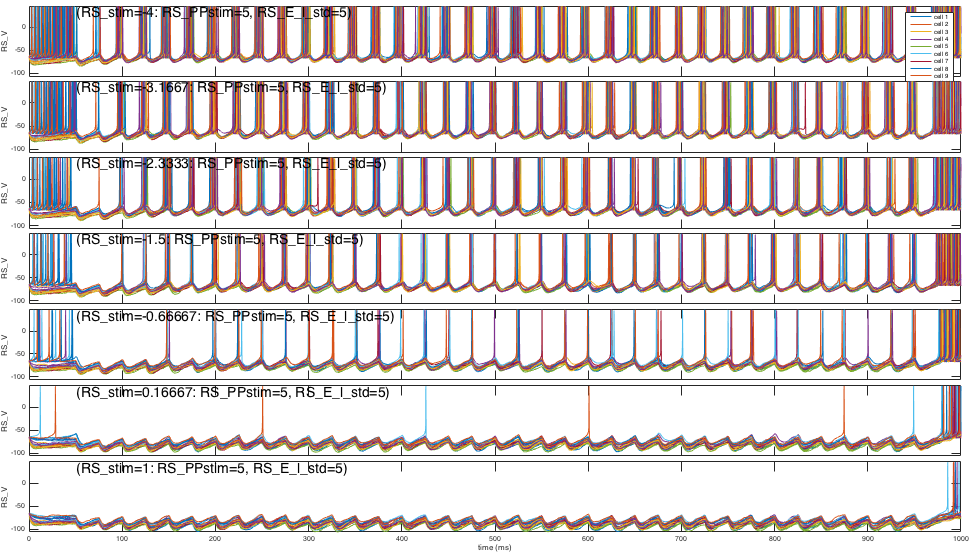 (RS_stim=-4: RS_PPstim=5, RS_E_I_std=5)
RS_V
0
-50
-100
cell 1
cell 2
cell 3
cell 4
cell 5
cell 6
cell 7
cell 8
cell 9
(RS_stim=-3.1667: RS_PPstim=5, RS_E_I_std=5)
RS_V
0
-50
-100
(RS_stim=-2.3333: RS_PPstim=5, RS_E_I_std=5)
RS_V
0
-50
-100
(RS_stim=-1.5: RS_PPstim=5, RS_E_I_std=5)
RS_V
0
-50
-100
(RS_stim=-0.66667: RS_PPstim=5, RS_E_I_std=5)
RS_V
0
-50
-100
(RS_stim=0.16667: RS_PPstim=5, RS_E_I_std=5)
RS_V
0
-50
-100
(RS_stim=1: RS_PPstim=5, RS_E_I_std=5)
RS_V
0
-50
-100
0 100 200 300 400 500 600 700 800 900 1000
time (ms)